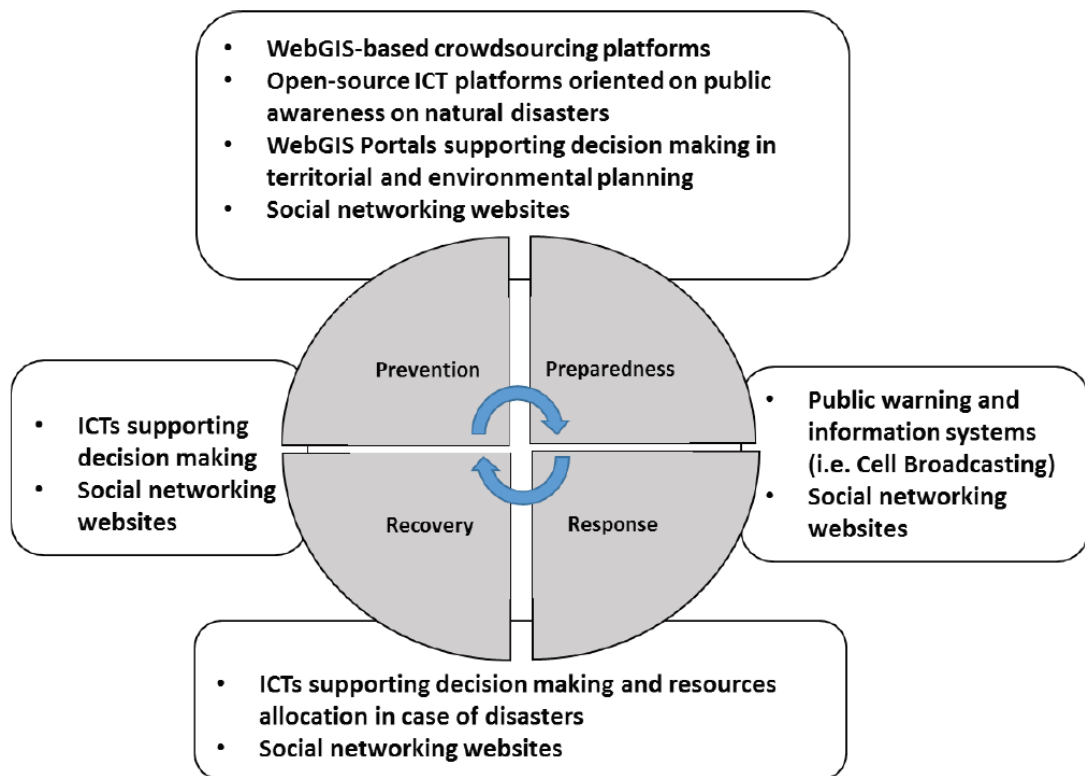 • WebGIS-based crowdsourcing platforms
• Open-source ICT platforms oriented on public
awareness on natural disasters
• WebGIS Portals supporting decision making in
territorial and environmental planning
• Social networking websites
Prevention
Preparedness
• ICTs supporting
decision making
• Social networking
websites
• Public warning and
information systems
(i.e. Cell Broadcasting)
• Social networking
websites
Recovery
Response
• ICTs supporting decision making and resources
allocation in case of disasters
• Social networking websites